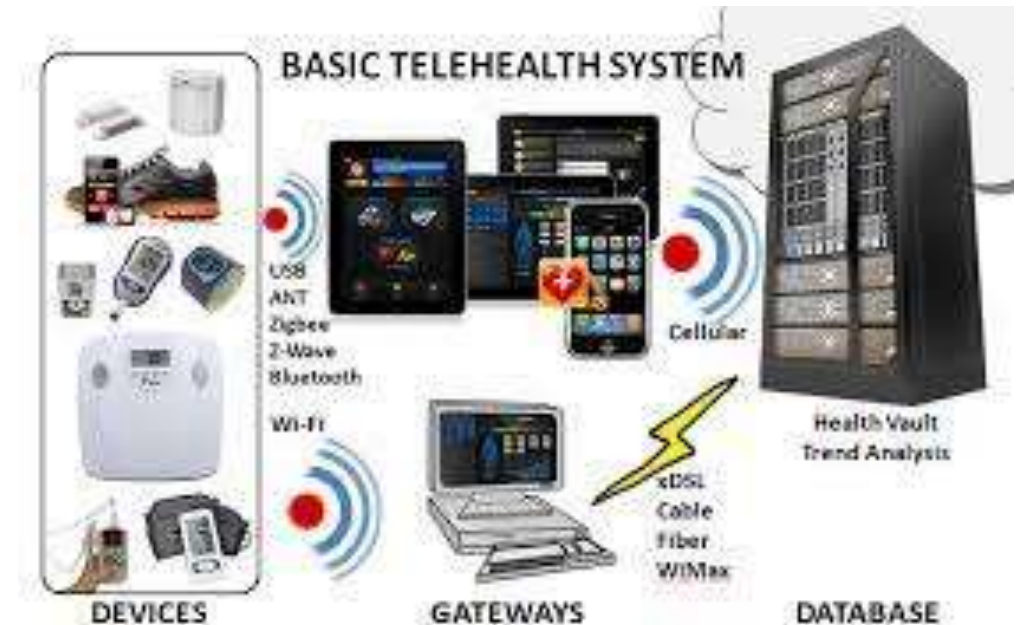 BASIC TELEHEALTH SYSTEM
USB
ANT
Zigbee
Z-Wave
Bluetooth
Wi-Fi
Cellular
xDSL
Cable
Fiber
WiMax
Health Vault
Trend Analysis
DEVICES
GATEWAYS
DATABASE